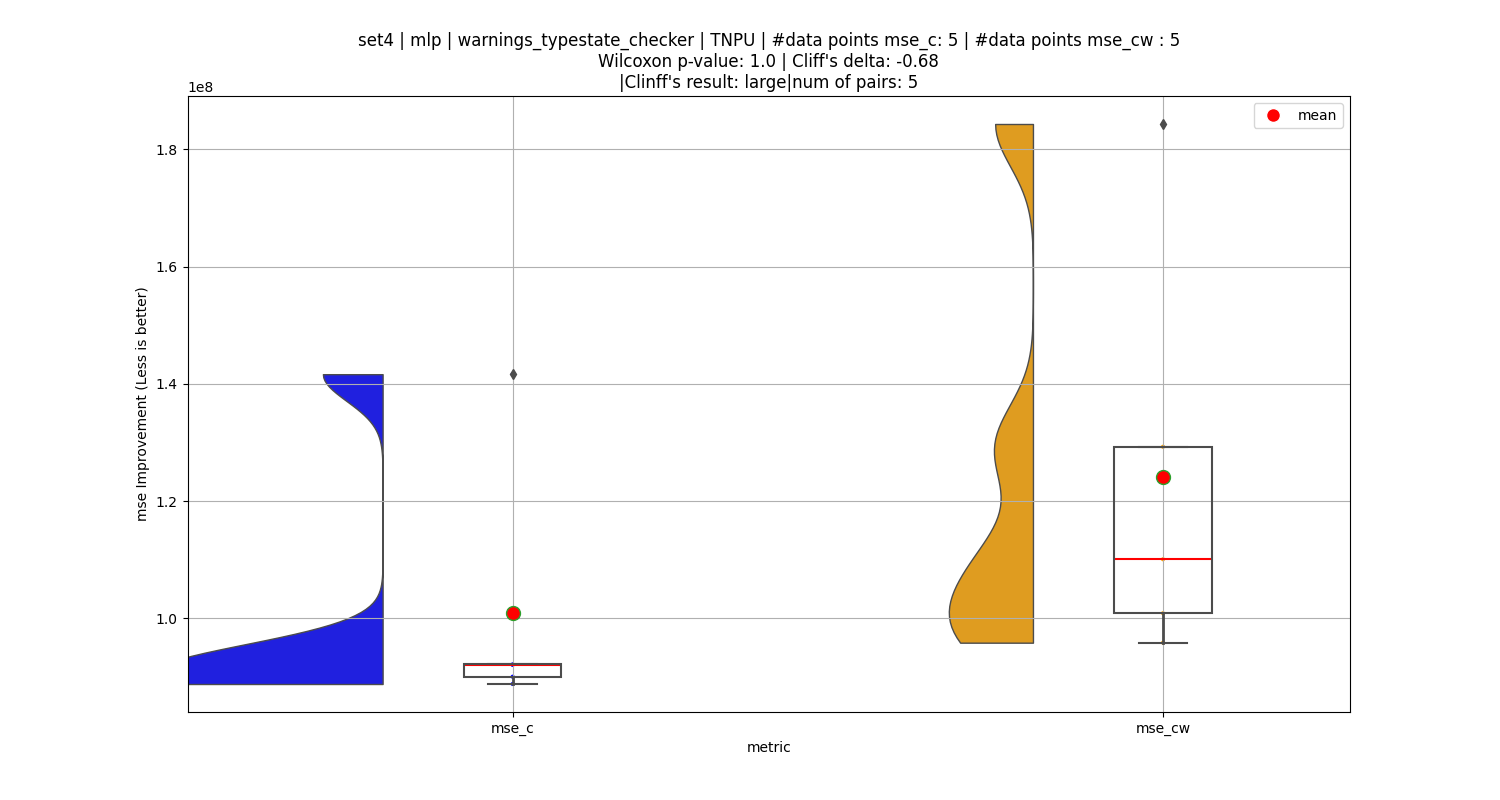 set4 | mlp | warnings_typestate_checker | TNPU | #data points mse_c: 5 | #data points mse_cw : 5
Wilcoxon p-value: 1.0 | Cliff's delta: -0.68
|Clinff's result: large|num of pairs: 5
1e8
mean
1.8
1.6
1.4
1.2
1.0
mse Improvement (Less is better)
mse_c
mse_cw
metric